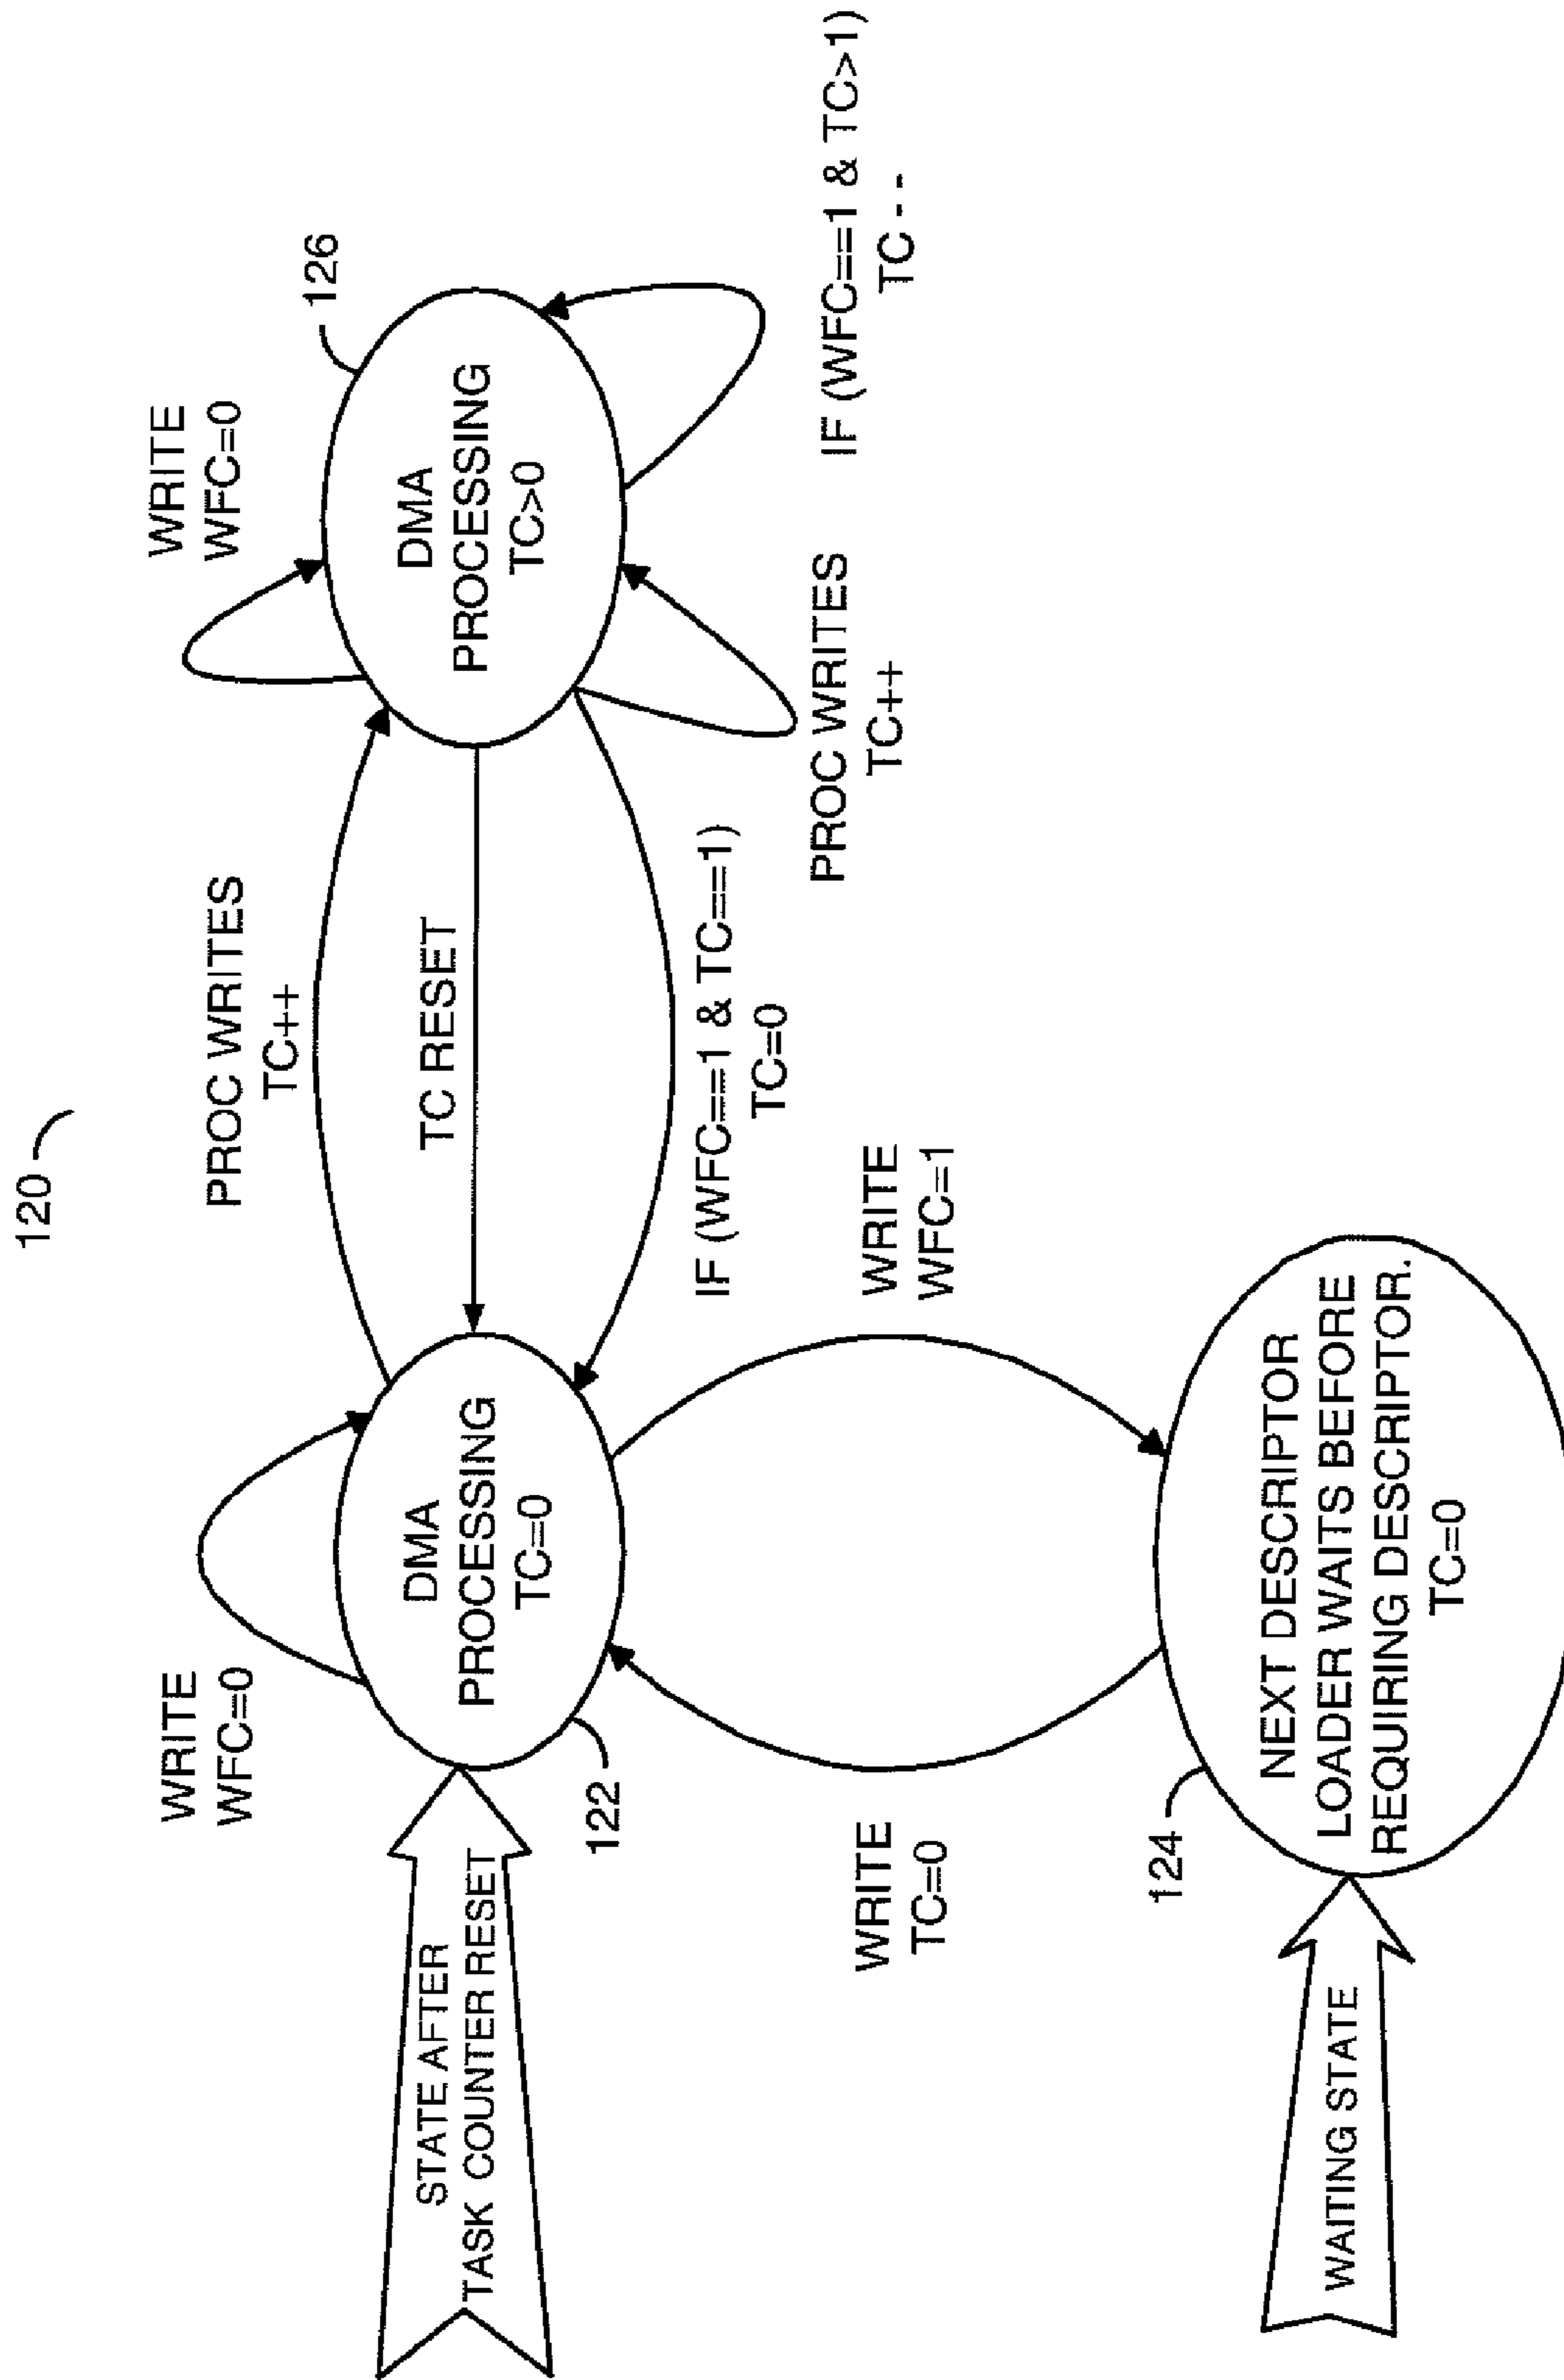 120
WRITE
WFC=0
PROC WRITES
TC++
WRITE
WFC=0
126
STATE AFTER
TASK COUNTER RESET
DMA
PROCESSING
TC=0
122
TC RESET
DMA
PROCESSING
TC>0
IF (WFC==1 & TC==1)
TC=0
PROC WRITES
TC++
IF (WFC==1 & TC>1)
TC - -
WRITE
TC=0
WRITE
WFC=1
124
WAITING STATE
NEXT DESCRIPTOR
LOADER WAITS BEFORE
REQUIRING DESCRIPTOR.
TC=0